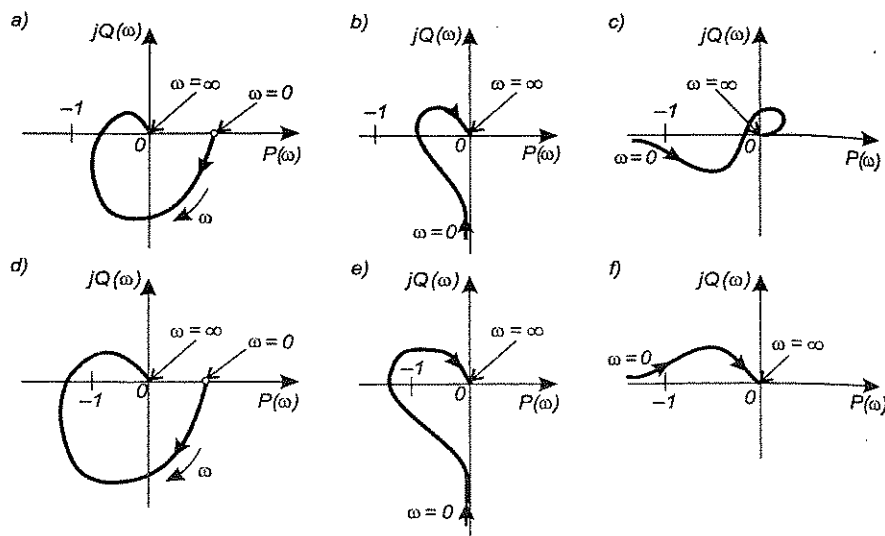 a)
jQ(ω)
ω = ∞
ω = 0
−1
0
P(ω)
ω
b)
jQ(ω)
ω = ∞
−1
0
P(ω)
ω = 0
c)
jQ(ω)
ω = ∞
−1
0
P(ω)
ω = 0
d)
jQ(ω)
ω = ∞
ω = 0
−1
0
P(ω)
ω
e)
jQ(ω)
ω = ∞
−1
0
P(ω)
ω = 0
f)
jQ(ω)
ω = ∞
ω = 0
−1
0
P(ω)